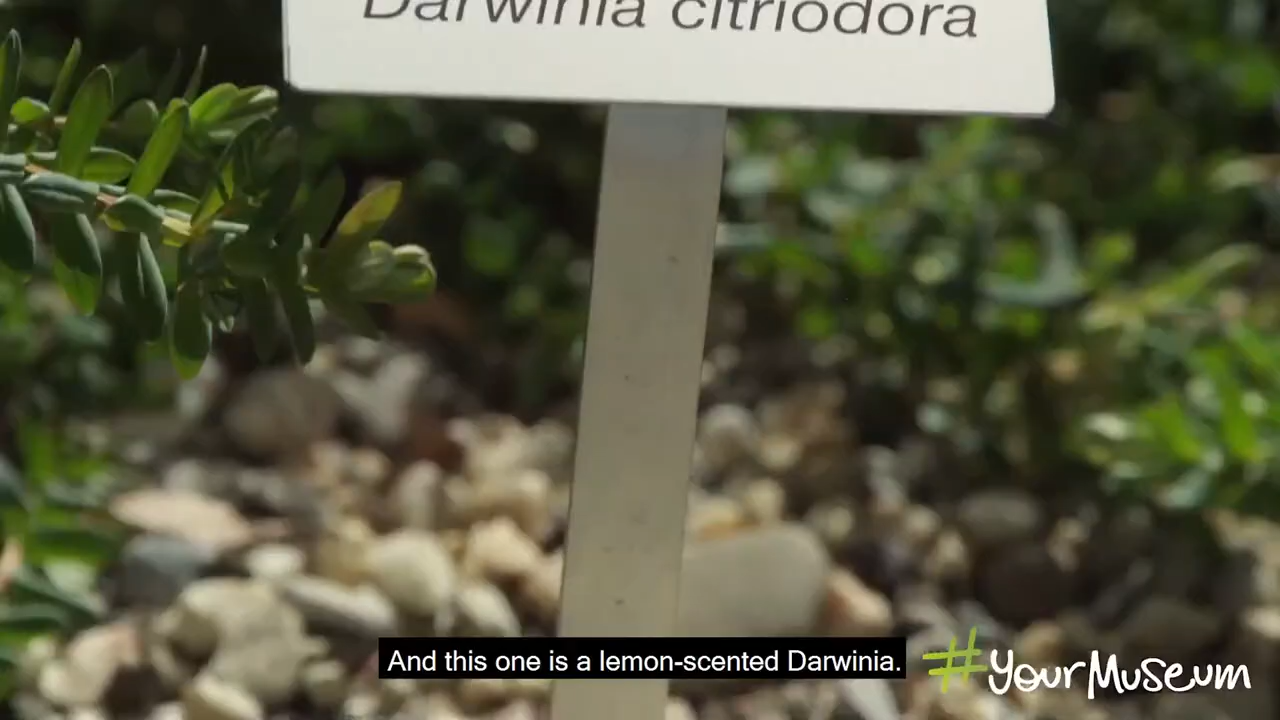 Darwinia citriodora
And this one is a lemon-scented Darwinia.
#YourMuseum